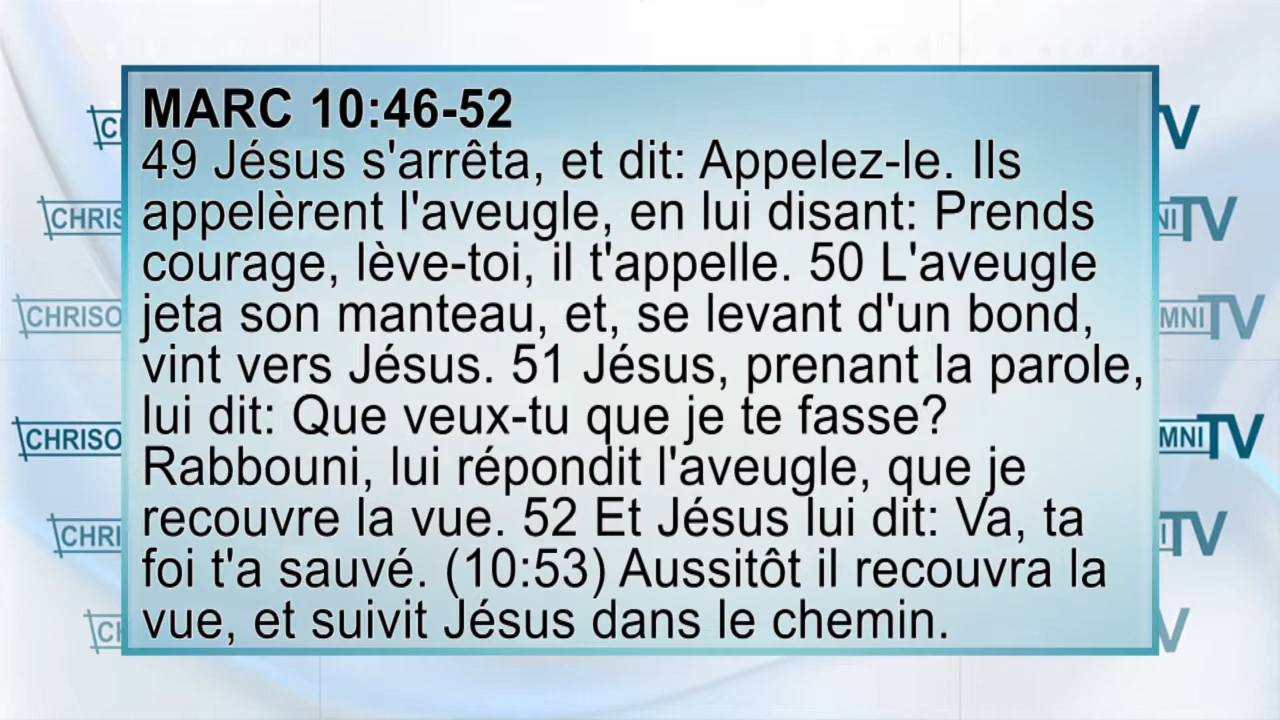 MARC 10:46-52
49 Jésus s'arrêta, et dit: Appelez-le. Ils
appelèrent l'aveugle, en lui disant: Prends
courage, lève-toi, il t'appelle. 50 L'aveugle
jeta son manteau, et, se levant d'un bond,
vint vers Jésus. 51 Jésus, prenant la parole,
lui dit: Que veux-tu que je te fasse?
Rabbouni, lui répondit l'aveugle, que je
recouvre la vue. 52 Et Jésus lui dit: Va, ta
foi t'a sauvé. (10:53) Aussitôt il recouvra la
vue, et suivit Jésus dans le chemin.